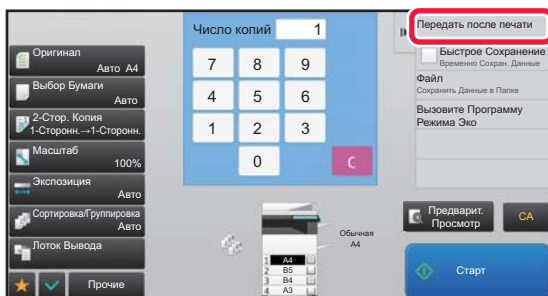 Оригинал
Авто А4
Выбор Бумаги
Авто
2-Стор. Копия
1-Сторонн.→1-Сторонн.
Масштаб
100%
Экспозиция
Авто
Сортировка/Группировка
Авто
Лоток Вывода
Прочие
Число копий
1
7 8 9
4 5 6
1 2 3
0 C
Обычная
A4
1 A4
2 B5
3 B4
4 A3
Передать после печати
Быстрое Сохранение
Временно Сохран. Данные
Файл
Сохранить Данные в Папке
Вызовите Программу
Режима Эко
Предварит.
Просмотр
CA
Старт